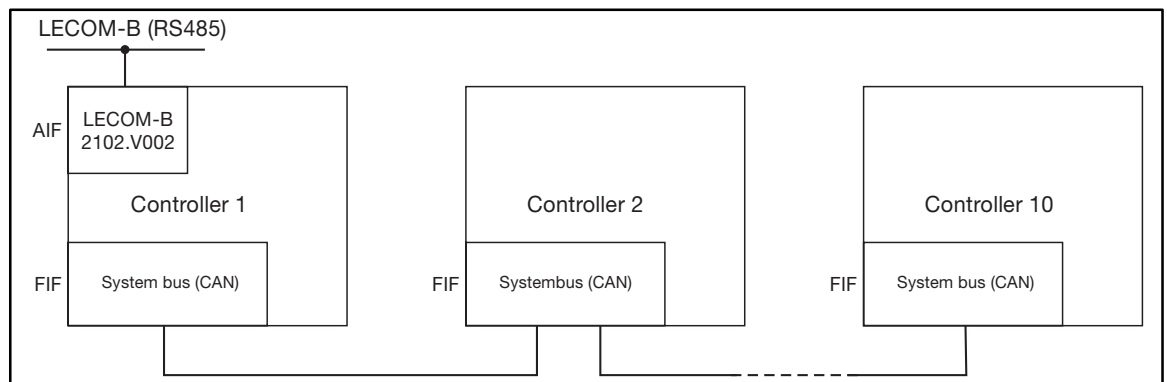 LECOM-B (RS485)
AIF
LECOM-B
2102.V002
Controller 1
Controller 2
Controller 10
FIF
System bus (CAN)
FIF
Systembus (CAN)
FIF
System bus (CAN)